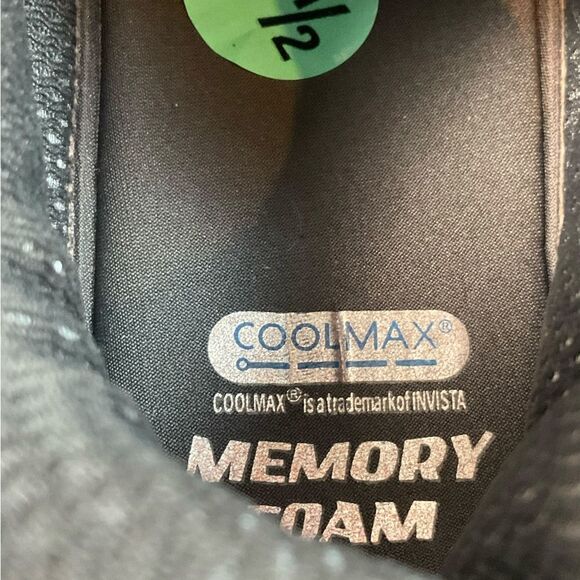 1/2
COOLMAX®
COOLMAX® is a trademark of INVISTA
MEMORY
FOAM